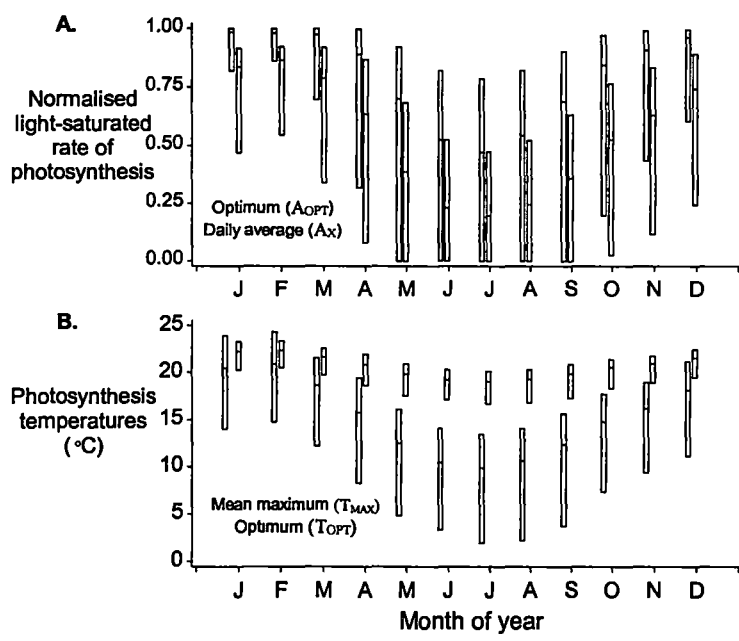 A.
Normalised
light-saturated
rate of
photosynthesis
1.00
0.75
0.50
0.25
0.00
Optimum (AOPT)
Daily average (AX)
J F M A M J J A S O N D
B.
Photosynthesis
temperatures
(°C)
25
20
15
10
5
0
Mean maximum (TMAX)
Optimum (TOPT)
J F M A M J J A S O N D
Month of year